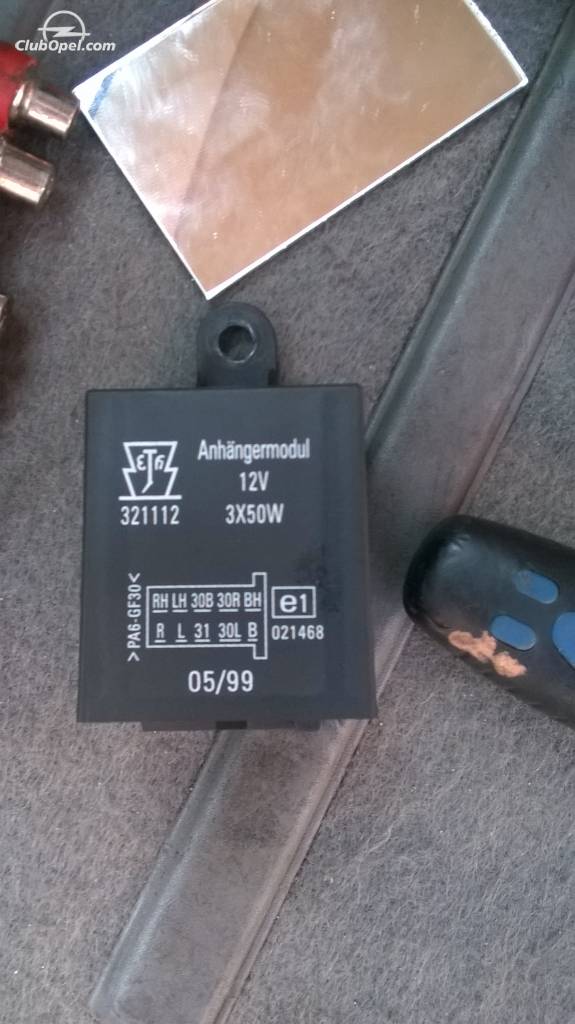 ClubOpel.com
Anhängermodul
12V
321112 3X50W
>PA6-GF30<
RH LH 30B 30R BH
R L 31 30L B
e1
021468
05/99